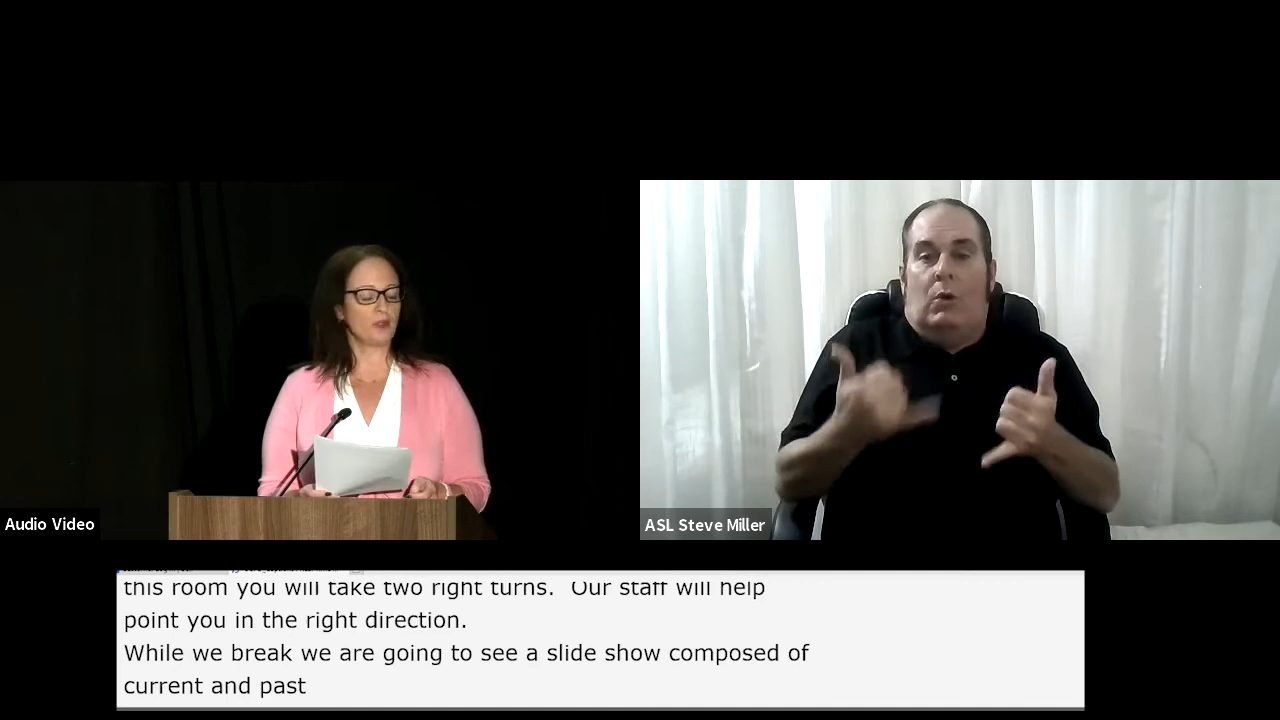 Audio Video
ASL Steve Miller
this room you will take two right turns.  Our staff will help
point you in the right direction.
While we break we are going to see a slide show composed of
current and past